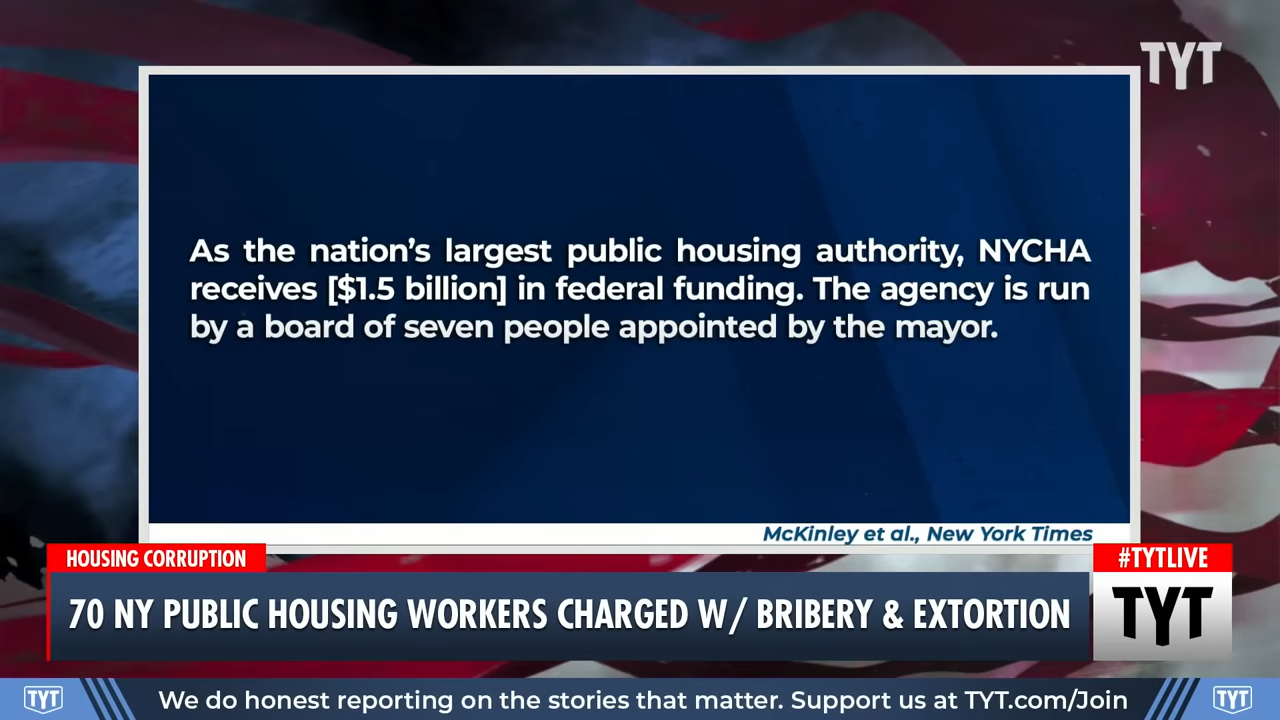 TYT
As the nation's largest public housing authority, NYCHA
receives [$1.5 billion] in federal funding. The agency is run
by a board of seven people appointed by the mayor.
McKinley et al., New York Times
HOUSING CORRUPTION
#TYTLIVE
70 NY PUBLIC HOUSING WORKERS CHARGED W/ BRIBERY & EXTORTION
TYT
TYT
We do honest reporting on the stories that matter. Support us at TYT.com/Join
TYT